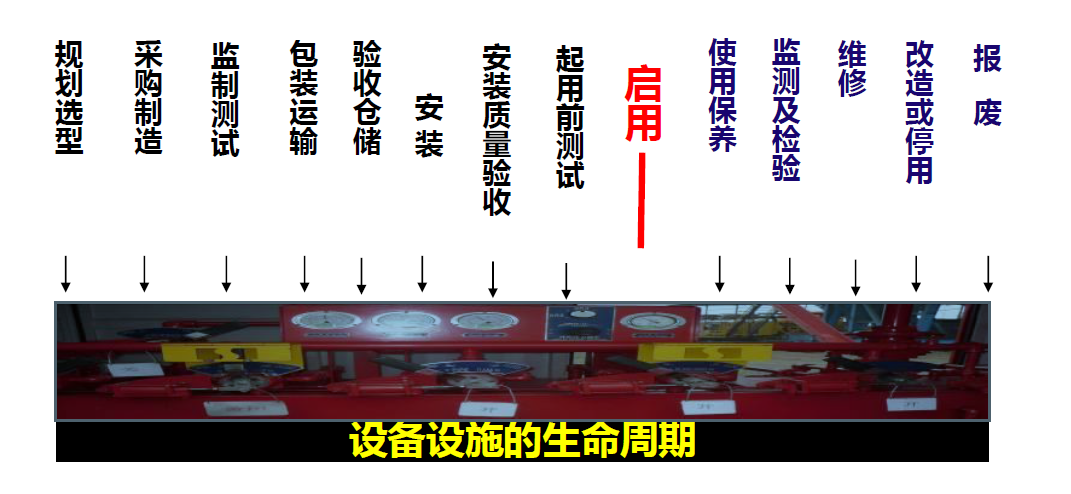 规划选型
采购制造
监制测试
包装运输
验收仓储
安装
安装质量验收
起用前测试
启用
使用保养
监测及检验
维修
改造或停用
报废
设备设施的生命周期